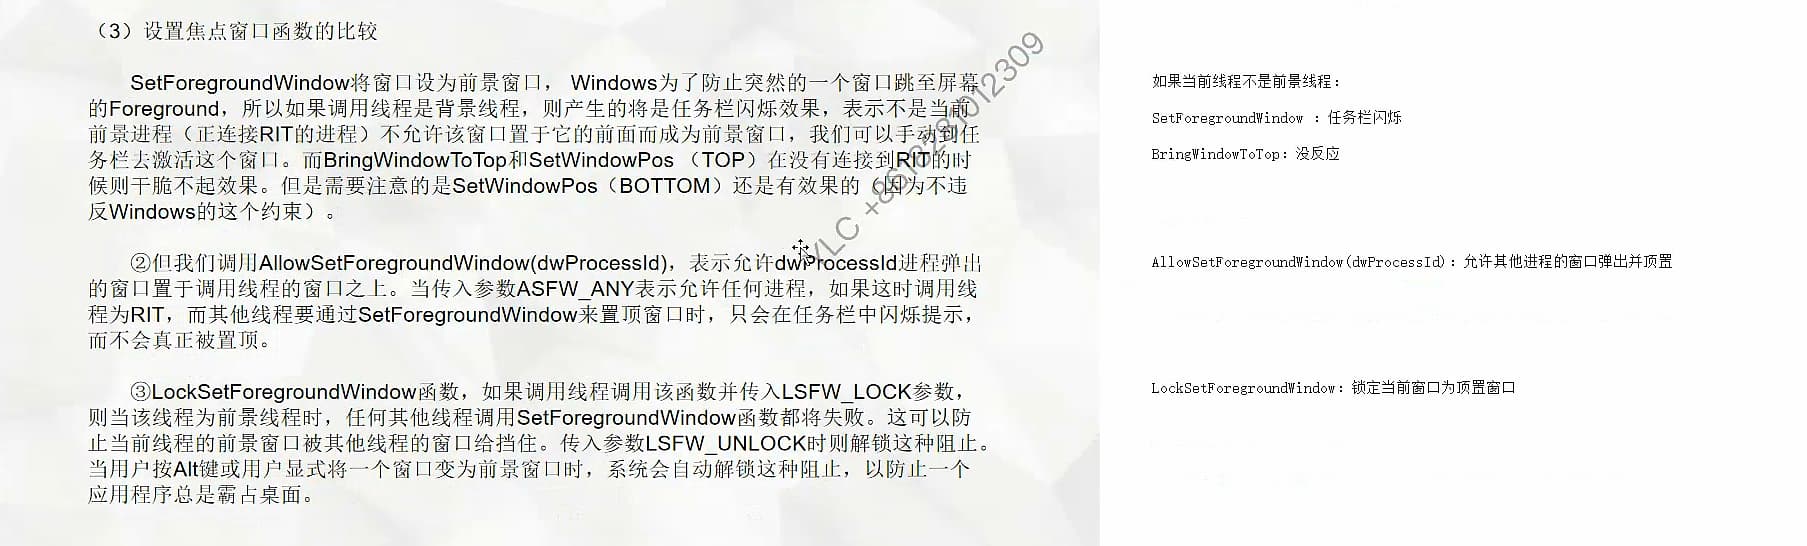 （3）设置焦点窗口函数的比较
SetForegroundWindow将窗口设为前景窗口， Windows为了防止突然的一个窗口跳至屏幕
的Foreground，所以如果调用线程是背景线程，则产生的将是任务栏闪烁效果，表示不是当前
前景进程（正连接RIT的进程）不允许该窗口置于它的前面而成为前景窗口，我们可以手动到任
务栏去激活这个窗口。而BringWindowToTop和SetWindowPos （TOP）在没有连接到RIT的时
候则干脆不起效果。但是需要注意的是SetWindowPos（BOTTOM）还是有效果的（因为不违
反Windows的这个约束）。
②但我们调用AllowSetForegroundWindow(dwProcessId)，表示允许dwProcessId进程弹出
的窗口置于调用线程的窗口之上。当传入参数ASFW_ANY表示允许任何进程，如果这时调用线
程为RIT，而其他线程要通过SetForegroundWindow来置顶窗口时，只会在任务栏中闪烁提示，
而不会真正被置顶。
③LockSetForegroundWindow函数，如果调用线程调用该函数并传入LSFW_LOCK参数，
则当该线程为前景线程时，任何其他线程调用SetForegroundWindow函数都将失败。这可以防
止当前线程的前景窗口被其他线程的窗口给挡住。传入参数LSFW_UNLOCK时则解锁这种阻止。
当用户按Alt键或用户显式将一个窗口变为前景窗口时，系统会自动解锁这种阻止，以防止一个
应用程序总是霸占桌面。
如果当前线程不是前景线程：
SetForegroundWindow ：任务栏闪烁
BringWindowToTop：没反应
AllowSetForegroundWindow(dwProcessId)：允许其他进程的窗口弹出并顶置
LockSetForegroundWindow：锁定当前窗口为顶置窗口